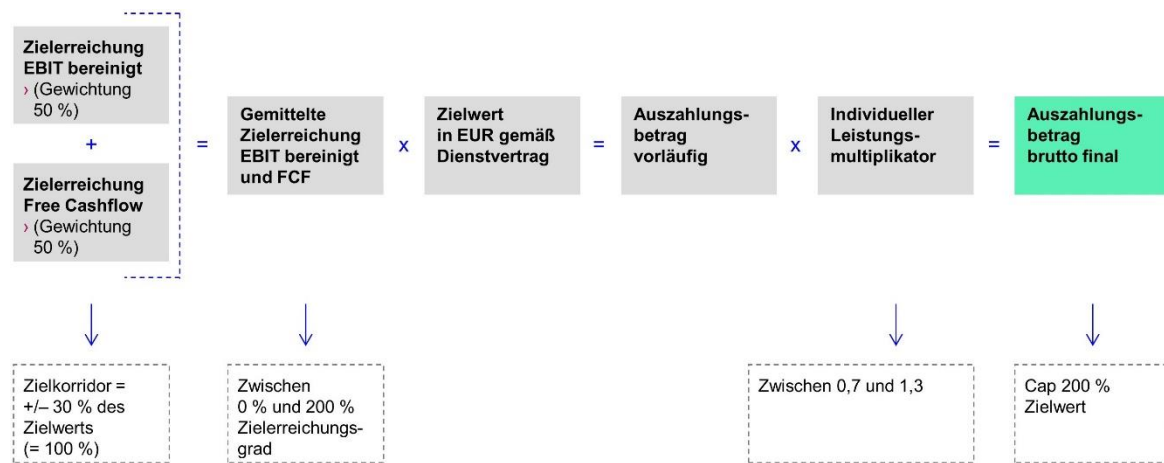 Zielerreichung
EBIT bereinigt
› (Gewichtung
50 %)
+
Zielerreichung
Free Cashflow
› (Gewichtung
50 %)
=
Gemittelte
Zielerreichung
EBIT bereinigt
und FCF
x
Zielwert
in EUR gemäß
Dienstvertrag
=
Auszahlungs-
betrag
vorläufig
x
Individueller
Leistungs-
multiplikator
=
Auszahlungs-
betrag
brutto final
Zielkorridor =
+/– 30 % des
Zielwerts
(= 100 %)
Zwischen
0 % und 200 %
Zielerreichungs-
grad
Zwischen 0,7 und 1,3
Cap 200 %
Zielwert